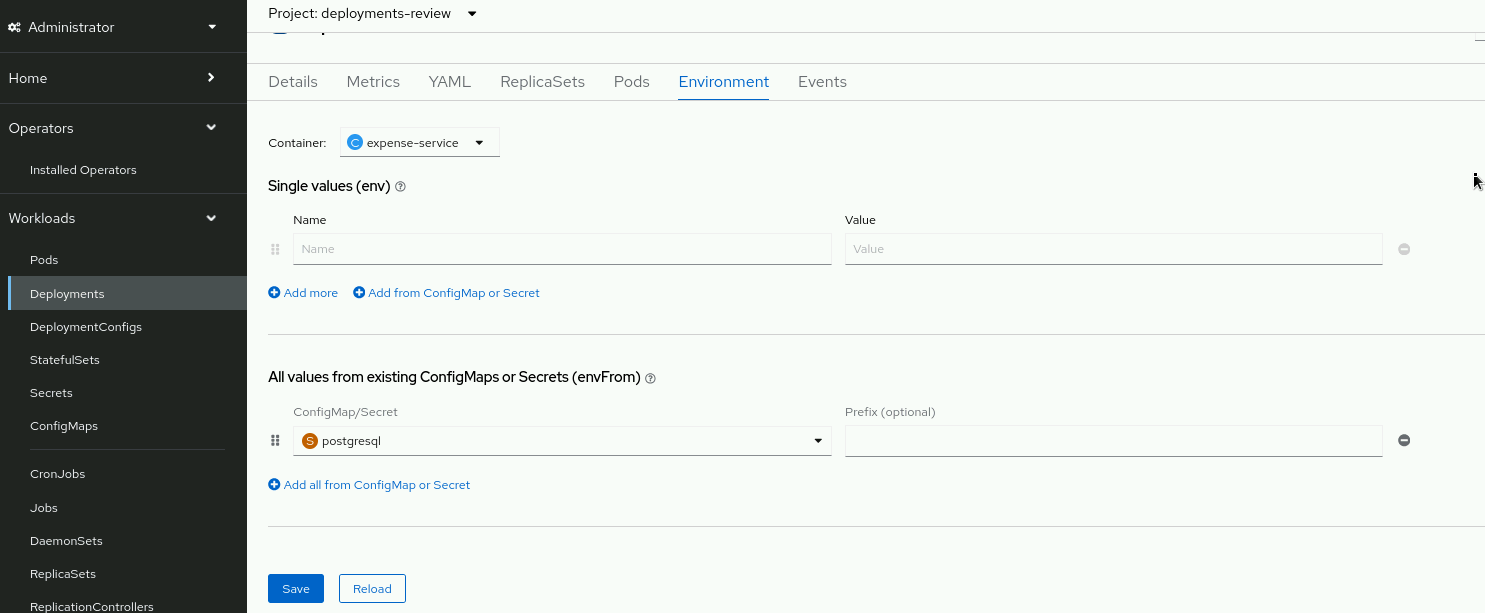 Administrator
Home
Operators
Installed Operators
Workloads
Pods
Deployments
DeploymentConfigs
StatefulSets
Secrets
ConfigMaps
CronJobs
Jobs
DaemonSets
ReplicaSets
ReplicationControllers
Project: deployments-review
Details Metrics YAML ReplicaSets Pods Environment Events
Container: C expense-service
Single values (env)
Name Value
Name Value
Add more Add from ConfigMap or Secret
All values from existing ConfigMaps or Secrets (envFrom)
ConfigMap/Secret Prefix (optional)
S postgresql
Add all from ConfigMap or Secret
Save Reload